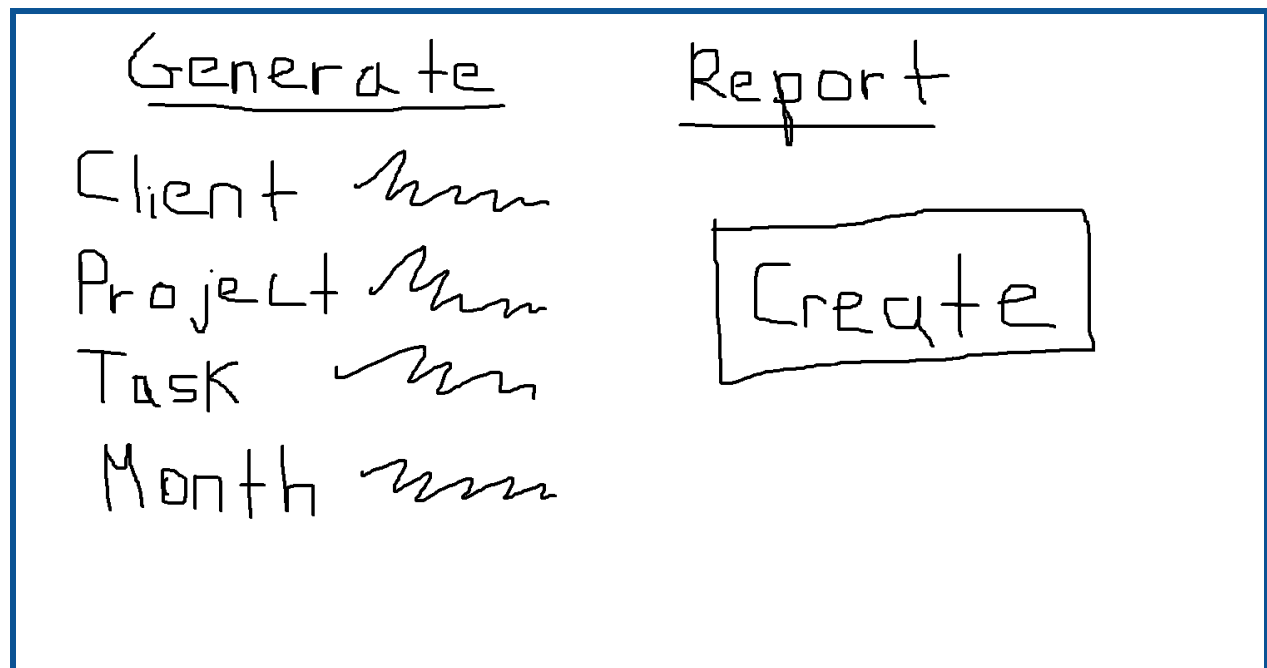 Generate Report
Client
Project
Task
Month
Create